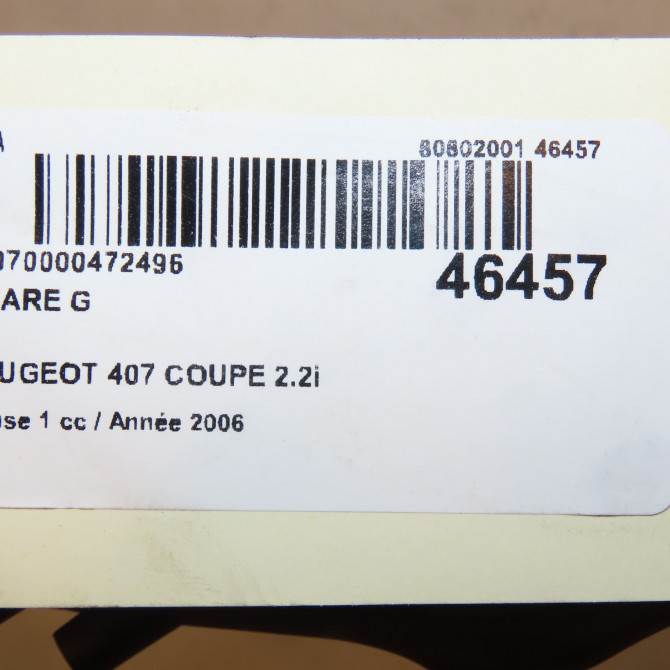 80802001 46457
070000472496
46457
ARE G
UGEOT 407 COUPE 2.2i
se 1 cc / Année 2006